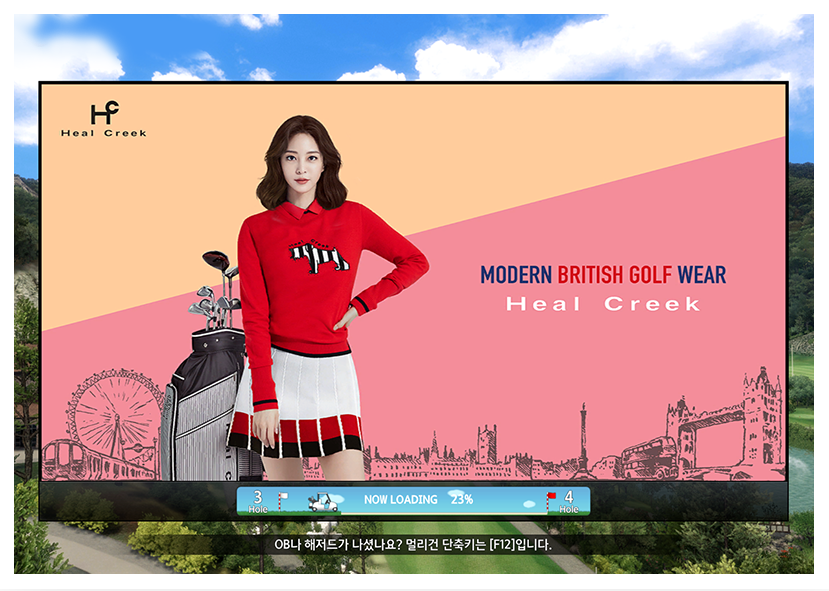 HC
Heal Creek
MODERN BRITISH GOLF WEAR
Heal Creek
3
Hole
NOW LOADING 23%
4
Hole
OB나 해저드가 나셨나요? 멀리건 단축키는 [F12]입니다.